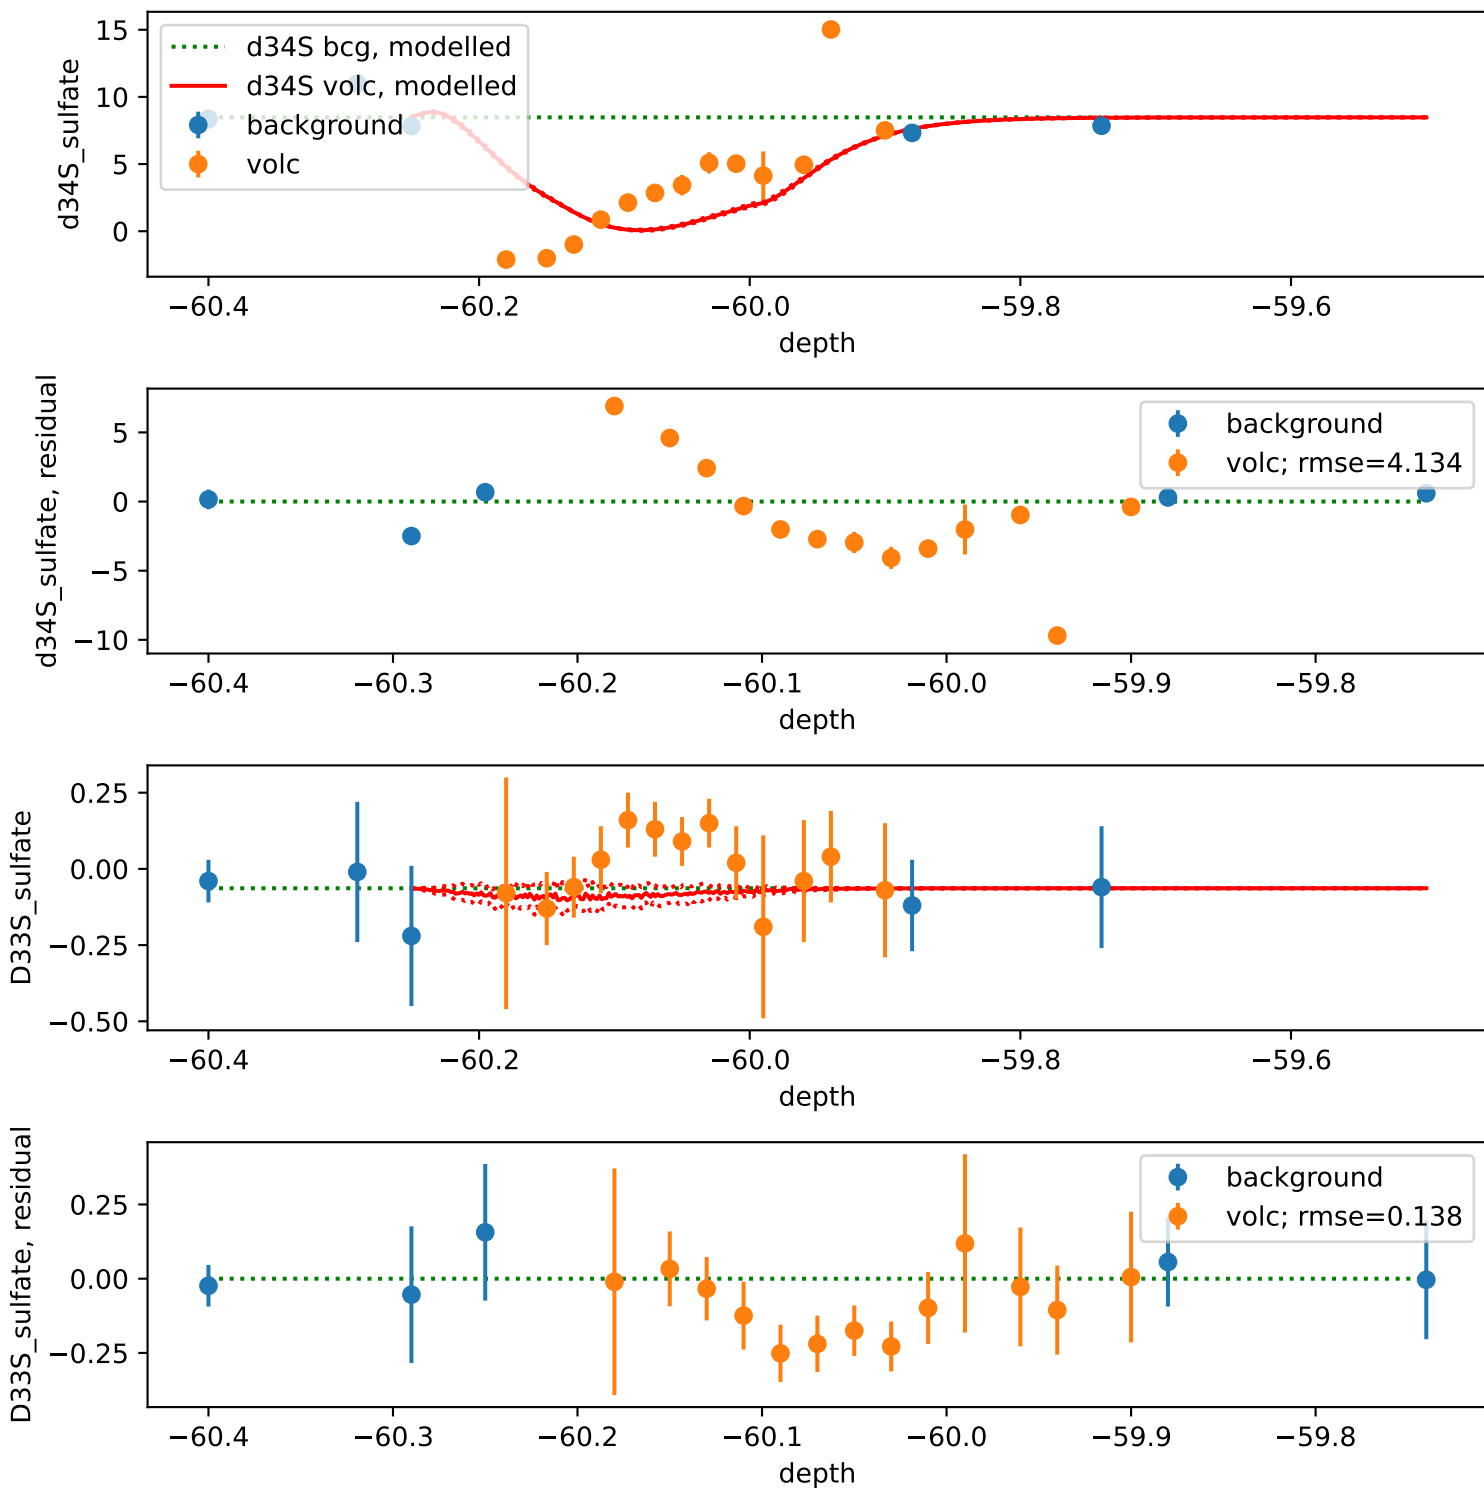 15
10
5
0
d34S_sulfate
d34S bcg, modelled
d34S volc, modelled
background
volc
−60.4
−60.2
−60.0
−59.8
−59.6
depth
5
0
−5
−10
d34S_sulfate, residual
background
volc; rmse=4.134
−60.4
−60.3
−60.2
−60.1
−60.0
−59.9
−59.8
depth
0.25
0.00
−0.25
−0.50
D33S_sulfate
−60.4
−60.2
−60.0
−59.8
−59.6
depth
0.25
0.00
−0.25
D33S_sulfate, residual
background
volc; rmse=0.138
−60.4
−60.3
−60.2
−60.1
−60.0
−59.9
−59.8
depth